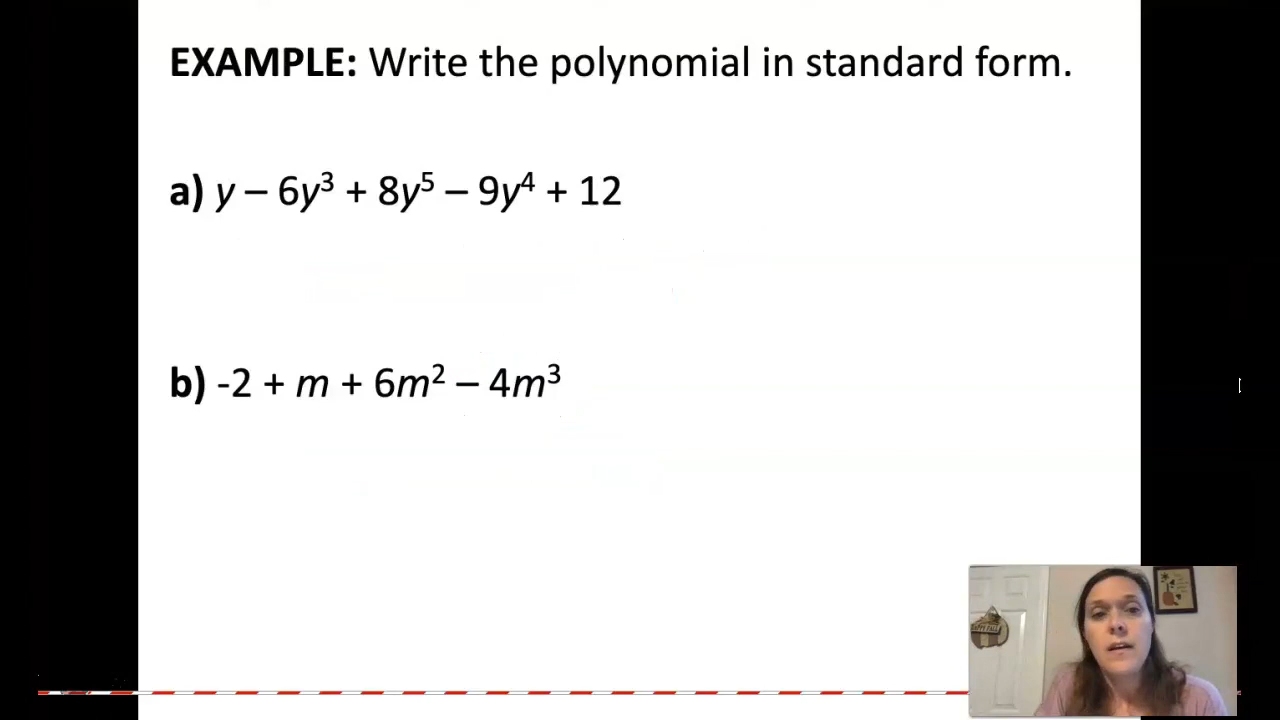 EXAMPLE: Write the polynomial in standard form.
a) y – 6y³ + 8y⁵ – 9y⁴ + 12
b) -2 + m + 6m² – 4m³